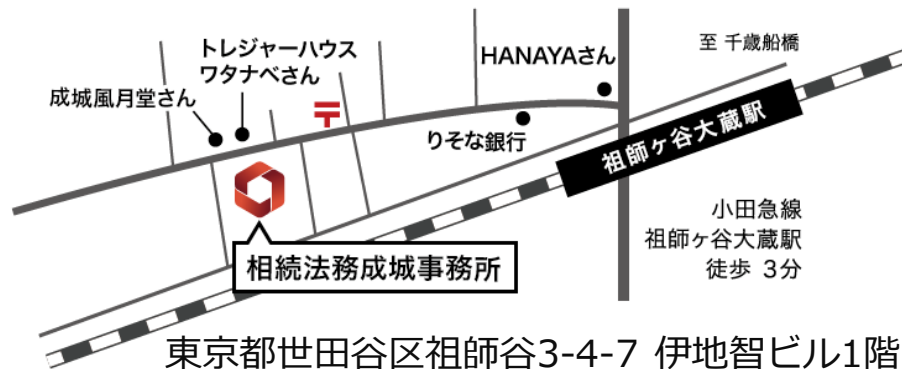 トレジャーハウス
ワタナベさん
成城風月堂さん
〒
HANAYAさん
至 千歳船橋
りそな銀行
祖師ヶ谷大蔵駅
小田急線
祖師ヶ谷大蔵駅
徒歩 3分
相続法務成城事務所
東京都世田谷区祖師谷3-4-7 伊地智ビル1階